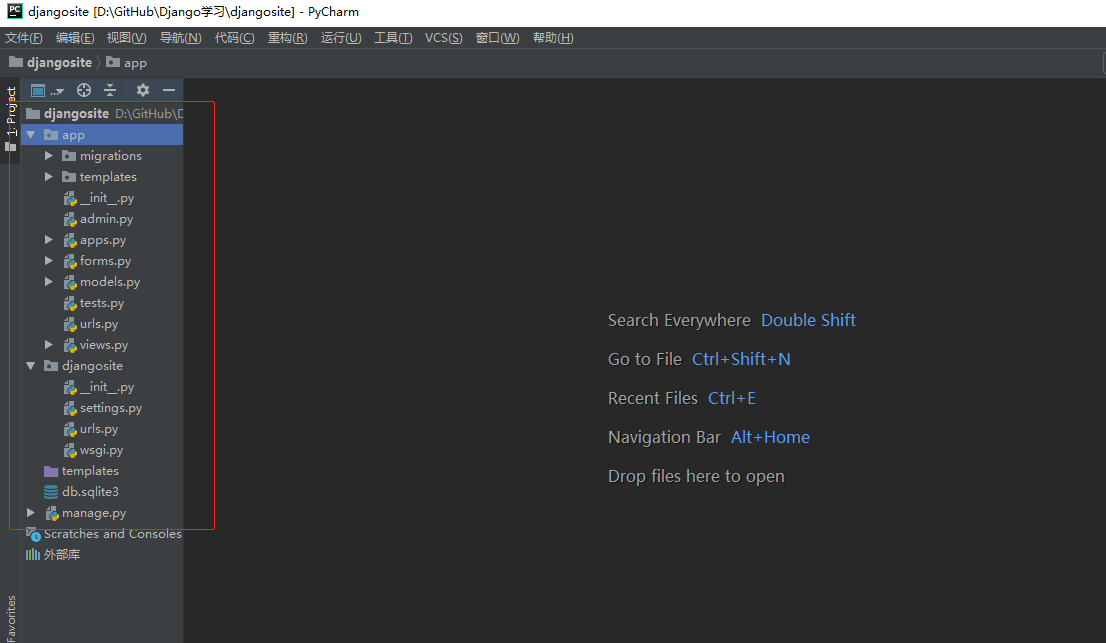 PC djangosite [D:\GitHub\Django学习\djangosite] - PyCharm
文件(F) 编辑(E) 视图(V) 导航(N) 代码(C) 重构(R) 运行(U) 工具(T) VCS(S) 窗口(W) 帮助(H)
djangosite app
1: Project
...
djangosite D:\GitHub\D
app
migrations
templates
__init__.py
admin.py
apps.py
forms.py
models.py
tests.py
urls.py
views.py
djangosite
__init__.py
settings.py
urls.py
wsgi.py
templates
db.sqlite3
manage.py
Scratches and Consoles
外部库
Favorites
Search Everywhere Double Shift
Go to File Ctrl+Shift+N
Recent Files Ctrl+E
Navigation Bar Alt+Home
Drop files here to open